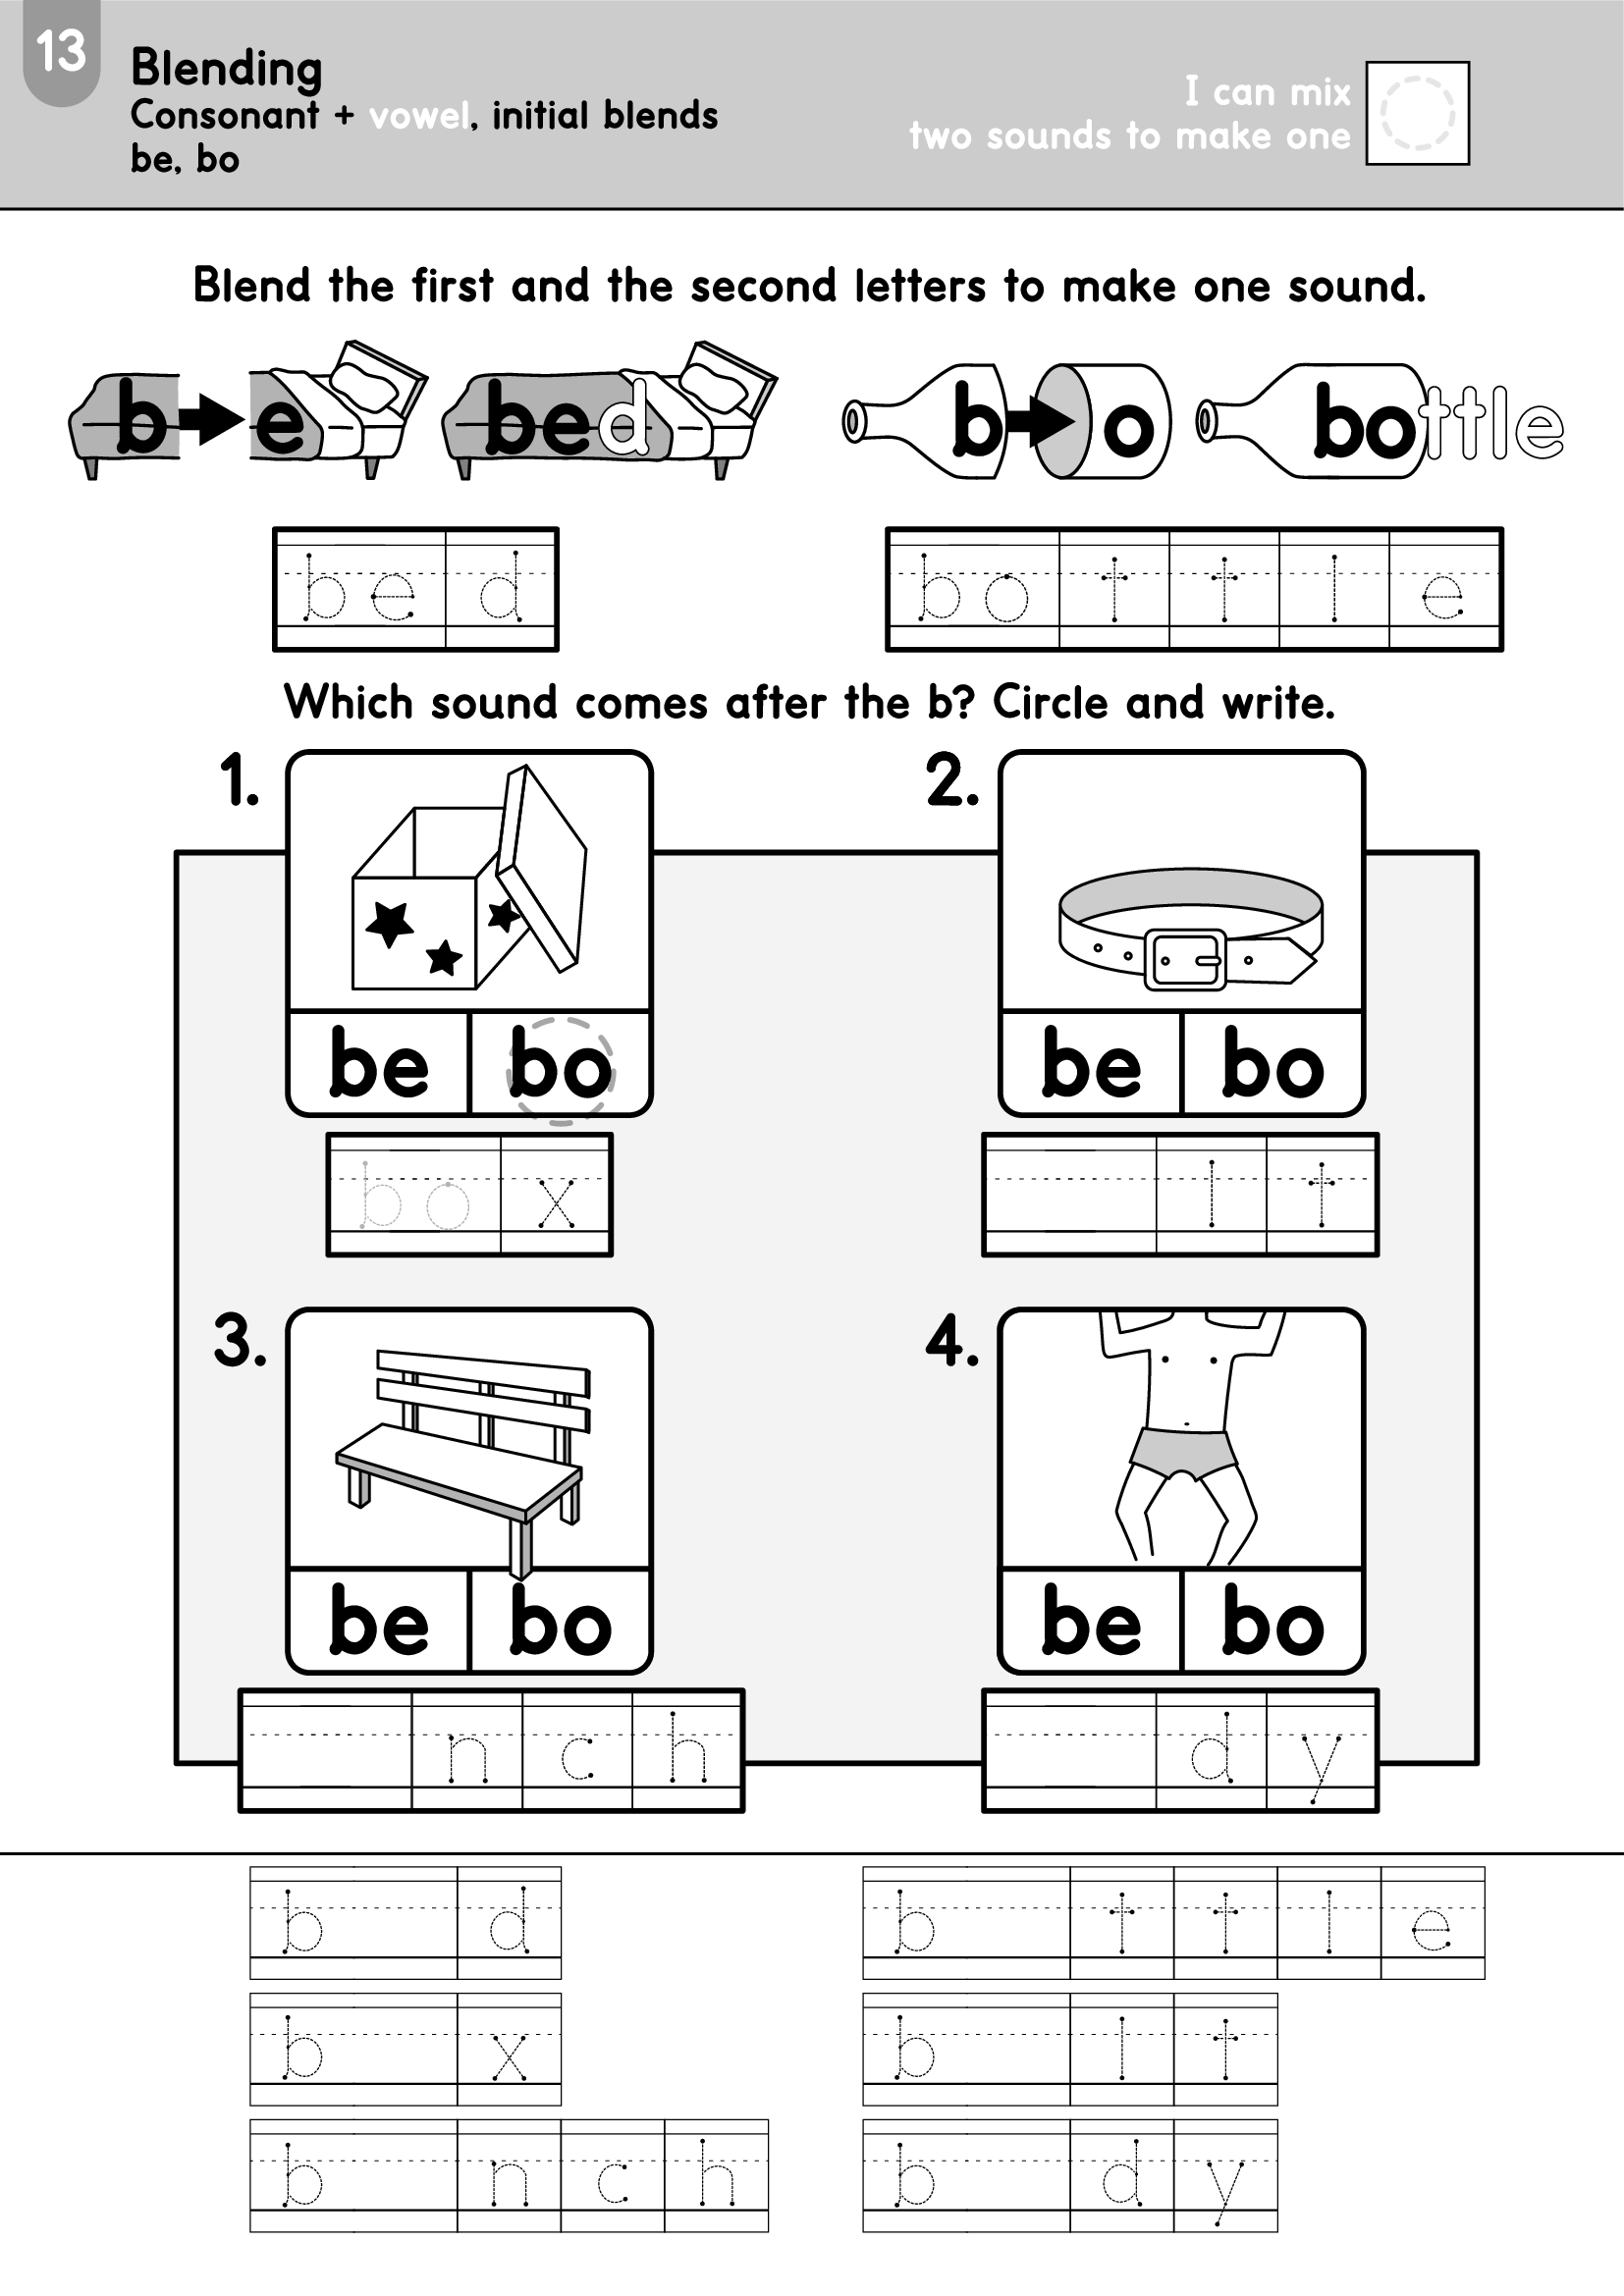 13
Blending
Consonant + vowel, initial blends
be, bo
I can mix
two sounds to make one
Blend the first and the second letters to make one sound.
b e bed b o bottle
be d bo t t l e
Which sound comes after the b? Circle and write.
1. 2.
be bo be bo
bo x l t
3. 4.
be bo be bo
n c h d y
b d b t t l e
b x b l t
b n c h b d y